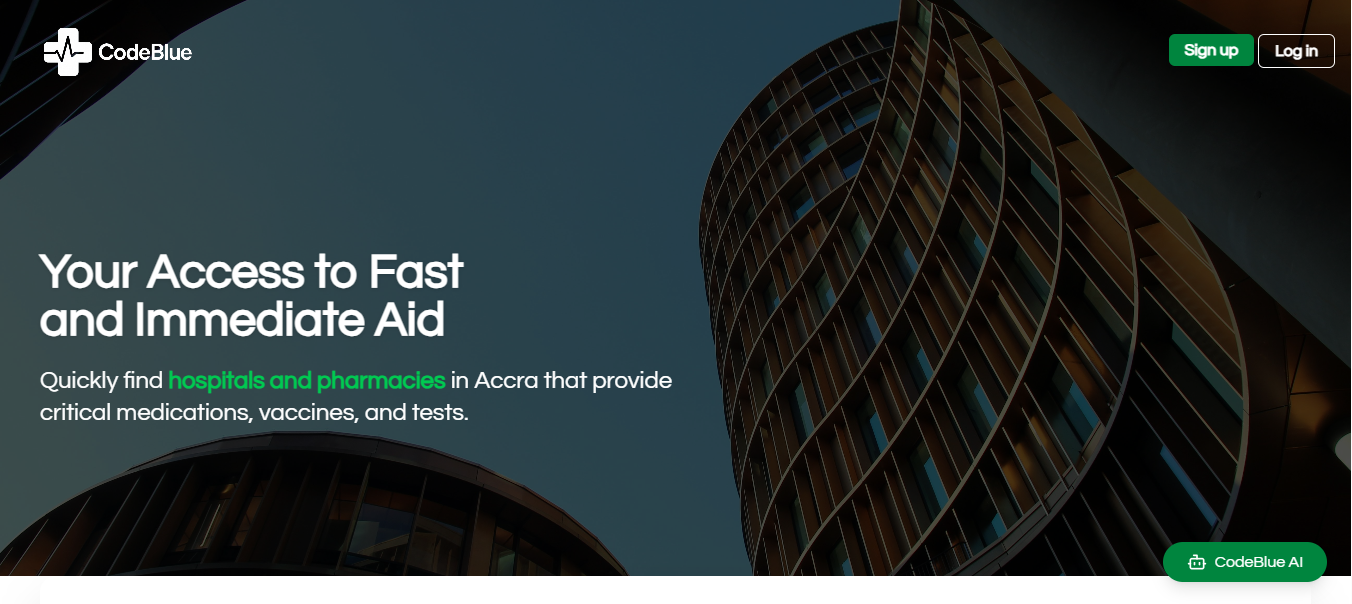 CodeBlue
Sign up
Log in
Your Access to Fast
and Immediate Aid
Quickly find hospitals and pharmacies in Accra that provide
critical medications, vaccines, and tests.
CodeBlue AI